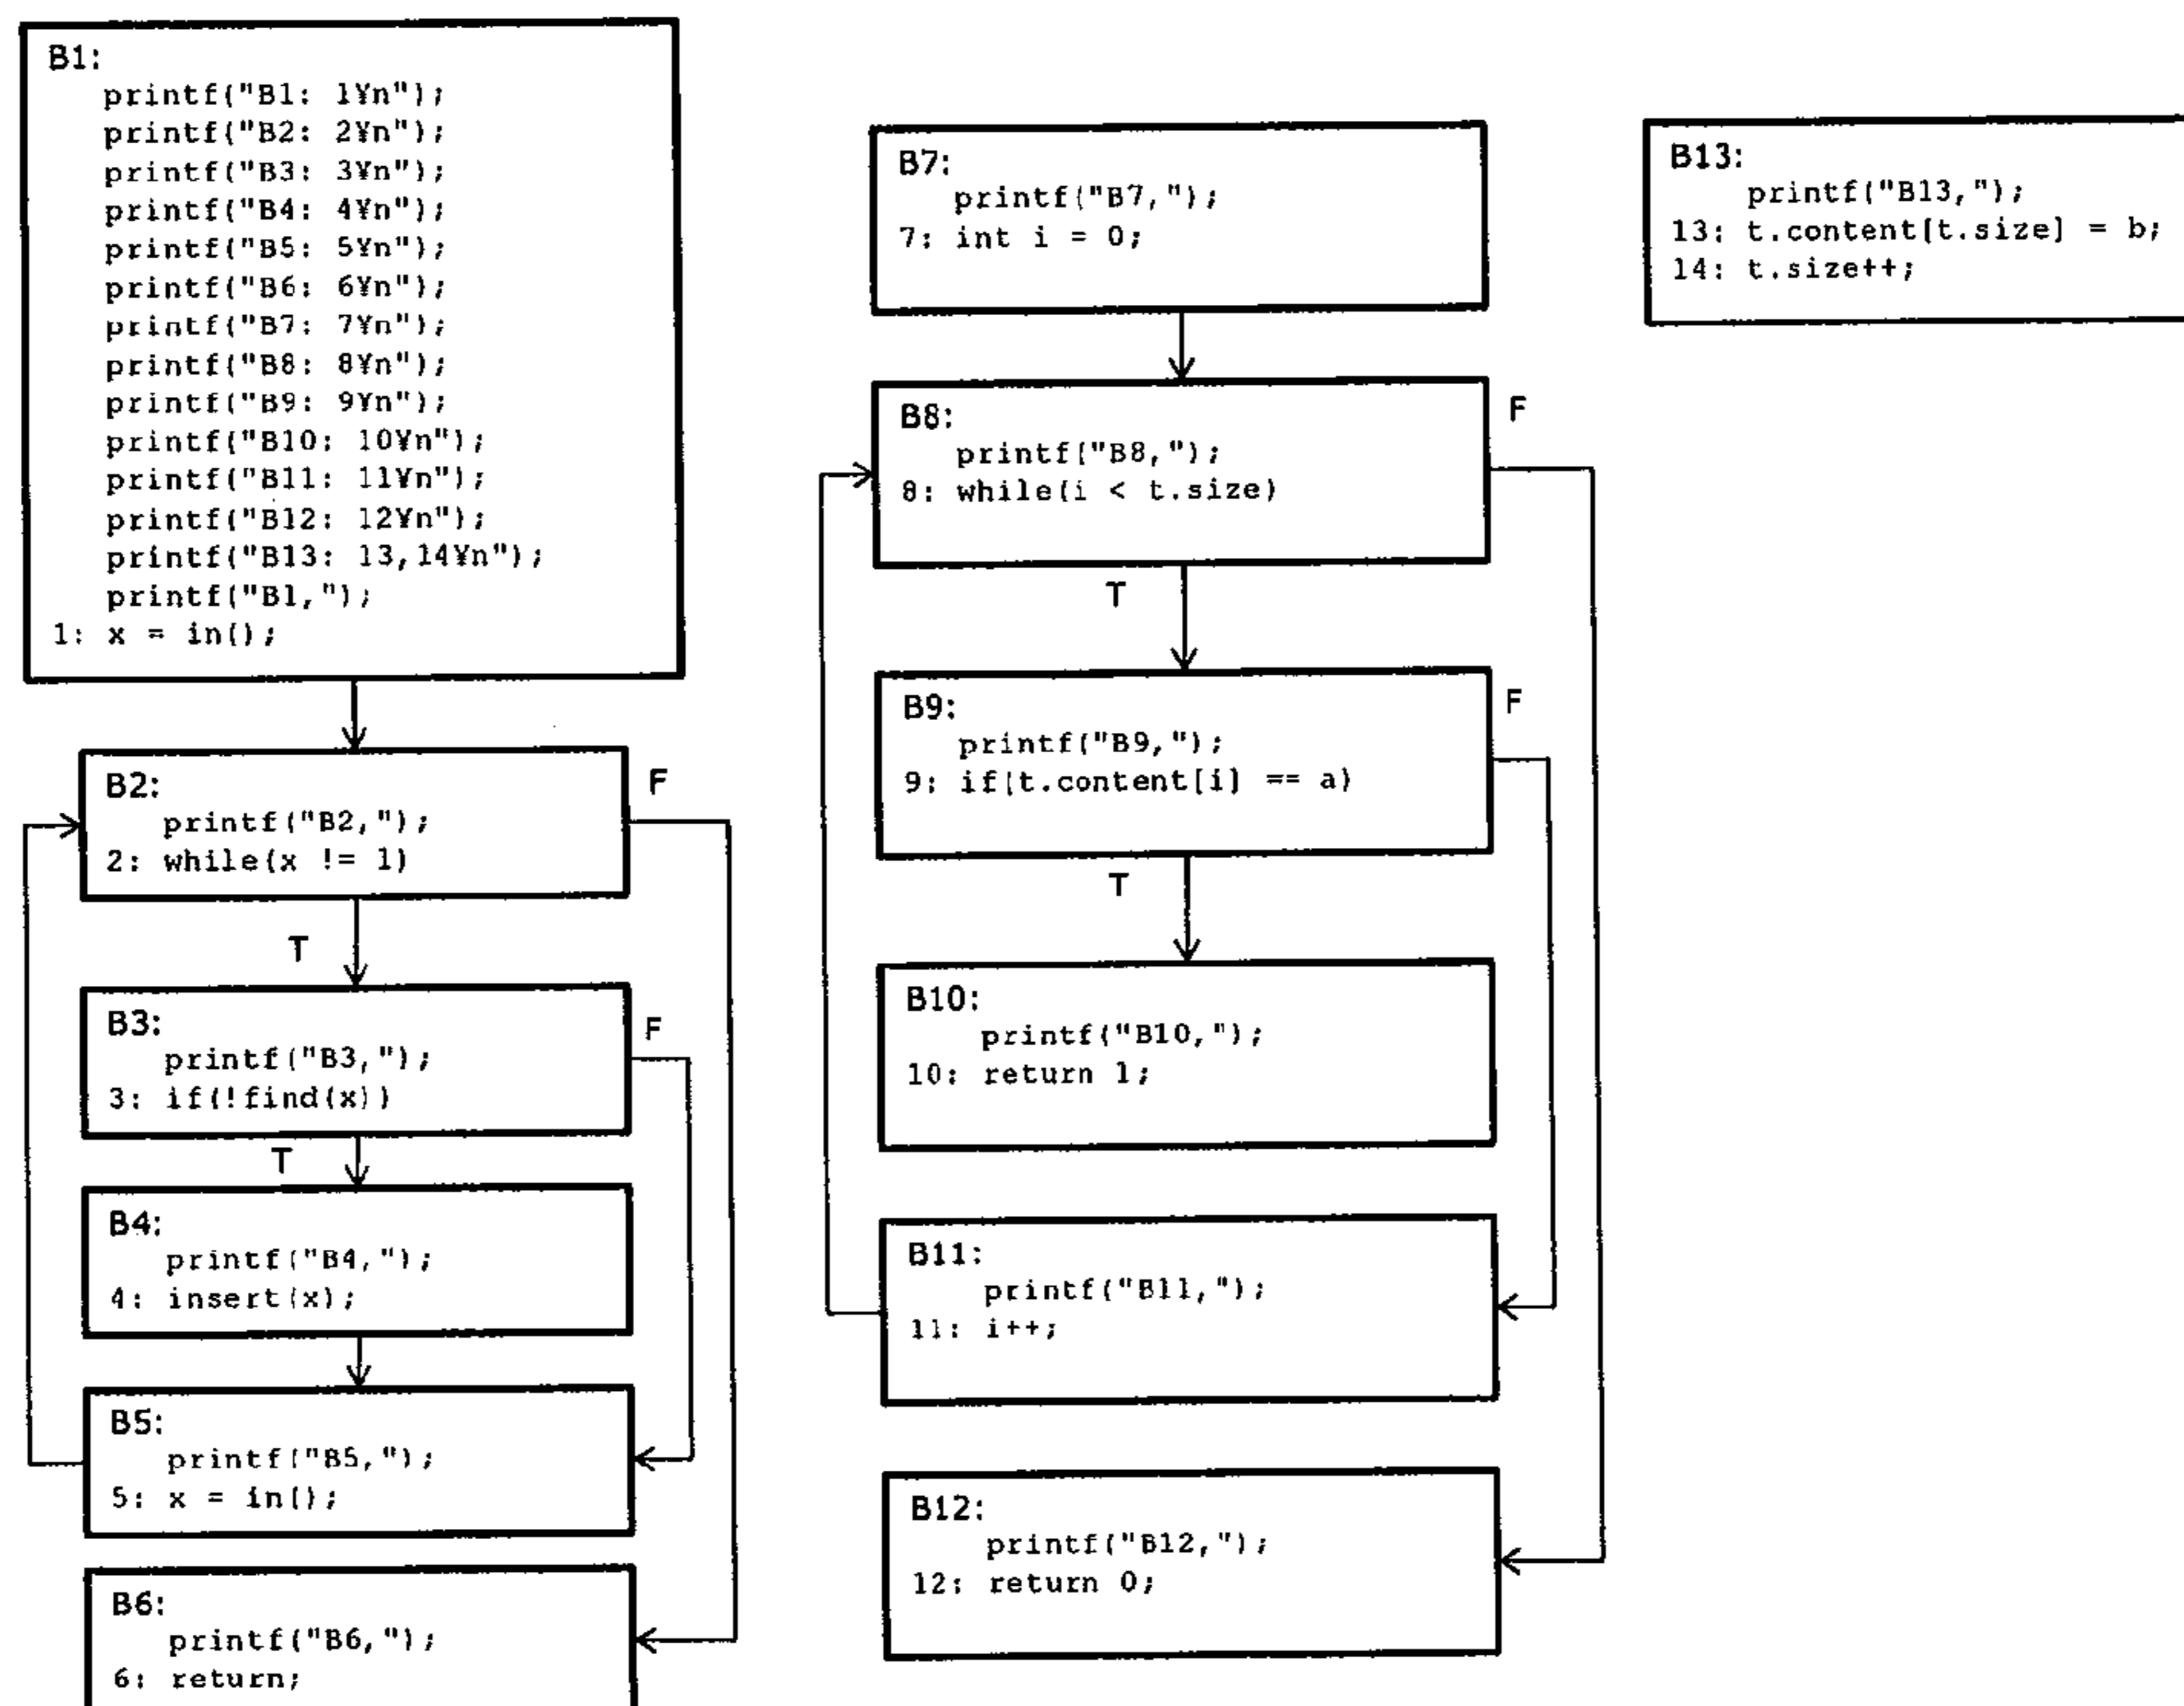 B1:
printf("B1: 1¥n");
printf("B2: 2¥n");
printf("B3: 3¥n");
printf("B4: 4¥n");
printf("B5: 5¥n");
printf("B6: 6¥n");
printf("B7: 7¥n");
printf("B8: 8¥n");
printf("B9: 9¥n");
printf("B10: 10¥n");
printf("B11: 11¥n");
printf("B12: 12¥n");
printf("B13: 13,14¥n");
printf("B1,");
1: x = in();
B2:
printf("B2,");
2: while(x != 1)
F
T
B3:
printf("B3,");
3: if(!find(x))
F
T
B4:
printf("B4,");
4: insert(x);
B5:
printf("B5,");
5: x = in();
B6:
printf("B6,");
6: return;
B7:
printf("B7,");
7: int i = 0;
B8:
printf("B8,");
8: while(i < t.size)
F
T
B9:
printf("B9,");
9: if(t.content[i] == a)
F
T
B10:
printf("B10,");
10: return 1;
B11:
printf("B11,");
11: i++;
B12:
printf("B12,");
12: return 0;
B13:
printf("B13,");
13: t.content[t.size] = b;
14: t.size++;